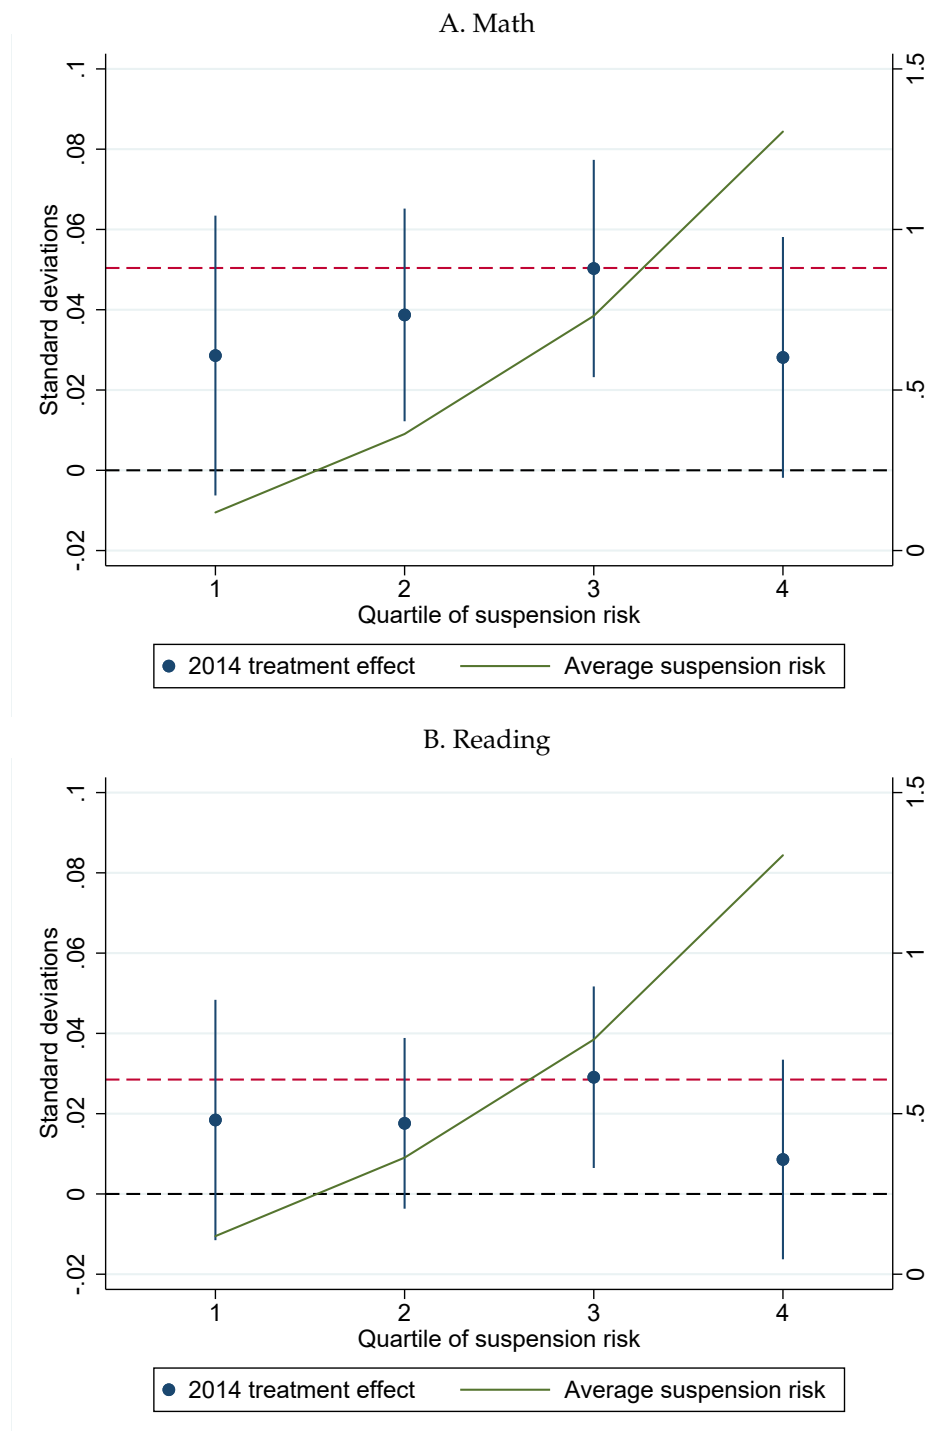 A. Math
.1
.08
.06
.04
.02
0
-.02
Standard deviations
1.5
1
.5
0
1 2 3 4
Quartile of suspension risk
2014 treatment effect Average suspension risk
B. Reading
.1
.08
.06
.04
.02
0
-.02
Standard deviations
1.5
1
.5
0
1 2 3 4
Quartile of suspension risk
2014 treatment effect Average suspension risk